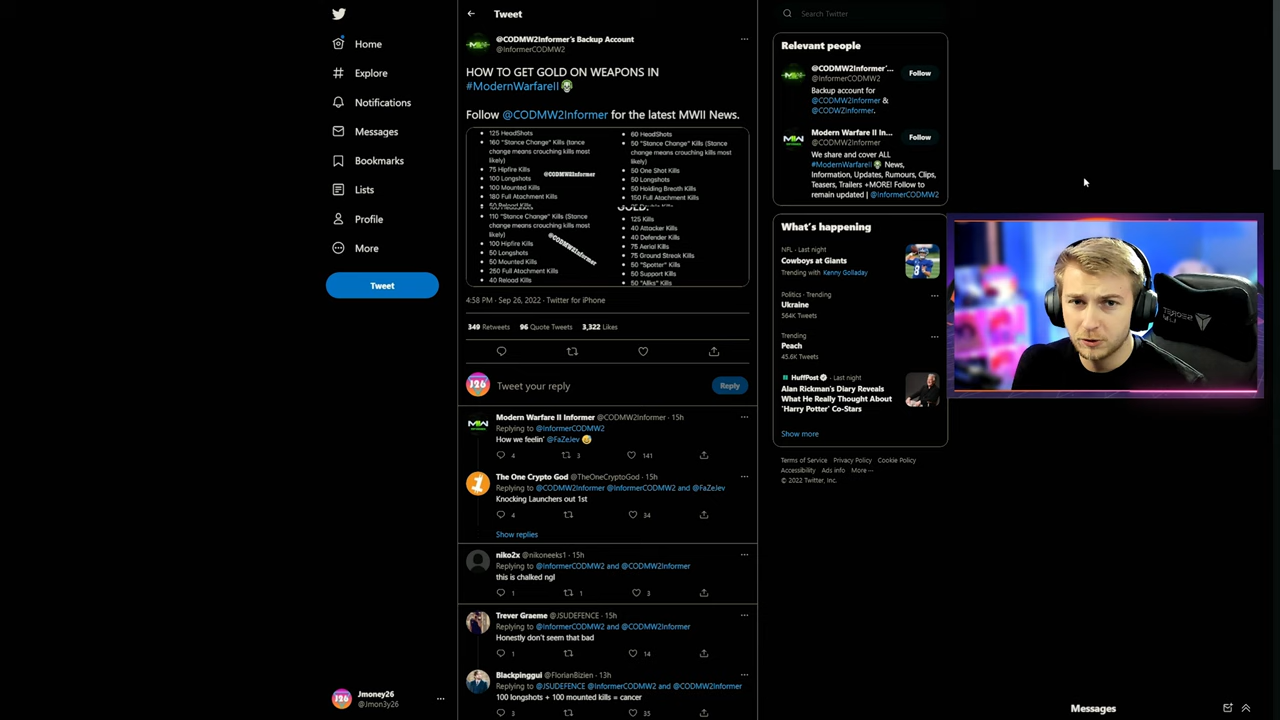 Home
Explore
Notifications
Messages
Bookmarks
Lists
Profile
More
Tweet
Jmoney26
@Jmon3y26
Tweet
@CODMW2Informer's Backup Account
@InformerCODMW2
HOW TO GET GOLD ON WEAPONS IN
#ModernWarfareII
Follow @CODMW2Informer for the latest MWII News.
125 HeadShots
160 "Stance Change" Kills (tance
change means crouching kills most
likely)
75 Hipfire Kills
100 Longshots
100 Mounted Kills
180 Full Atachment Kills
50 Reload Kills
@CODMW2Informer
60 HeadShots
50 "Stance Change" Kills (Stance
change means crouching kills most
likely)
50 One Shot Kills
50 Longshots
50 Holding Breath Kills
150 Full Atachment Kills
110 "Stance Change" Kills (Stance
change means crouching kills most
likely)
100 Hipfire Kills
50 Longshots
50 Mounted Kills
250 Full Atachment Kills
40 Reload Kills
@CODMW2Informer
GOLD:
125 Kills
40 Attacker Kills
40 Defender Kills
75 Aerial Kills
75 Ground Streak Kills
50 "Spotter" Kills
50 Support Kills
4:58 PM · Sep 26, 2022 · Twitter for iPhone
349 Retweets 96 Quote Tweets 3,322 Likes
J26
Tweet your reply
Reply
Modern Warfare II Informer @CODMW2Informer · 15h
Replying to @InformerCODMW2
How we feelin' @FaZeJev
4 3 141
The One Crypto God @TheOneCryptoGod · 15h
Replying to @CODMW2Informer @InformerCODMW2 and @FaZeJev
Knocking Launchers out 1st
4 34
Show replies
niko2x @nikoneeks1 · 15h
Replying to @InformerCODMW2 and @CODMW2Informer
this is chalked ngl
1 1 3
Trever Graeme @JSUDEFENCE · 15h
Replying to @InformerCODMW2 and @CODMW2Informer
Honestly don't seem that bad
1 14
Blackpinggui @FlorianBizien · 13h
Replying to @JSUDEFENCE @InformerCODMW2 and @CODMW2Informer
100 longshots + 100 mounted kills = cancer
3 35
Search Twitter
Relevant people
@CODMW2Informer'...
@InformerCODMW2
Follow
Backup account for
@CODMW2Informer &
@CODWZInformer.
Modern Warfare II In...
@CODMW2Informer
Follow
We share and cover ALL
#ModernWarfareII News,
Information, Updates, Rumours, Clips,
Teasers, Trailers +MORE! Follow to
remain updated | @InformerCODMW2
What's happening
NFL · Last night
Cowboys at Giants
Trending with Kenny Golladay
Politics · Trending
Ukraine
564K Tweets
Trending
Peach
45.6K Tweets
HuffPost · Last night
Alan Rickman's Diary Reveals
What He Really Thought About
'Harry Potter' Co-Stars
Show more
Terms of Service Privacy Policy Cookie Policy
Accessibility Ads info More ···
© 2022 Twitter, Inc.
Messages